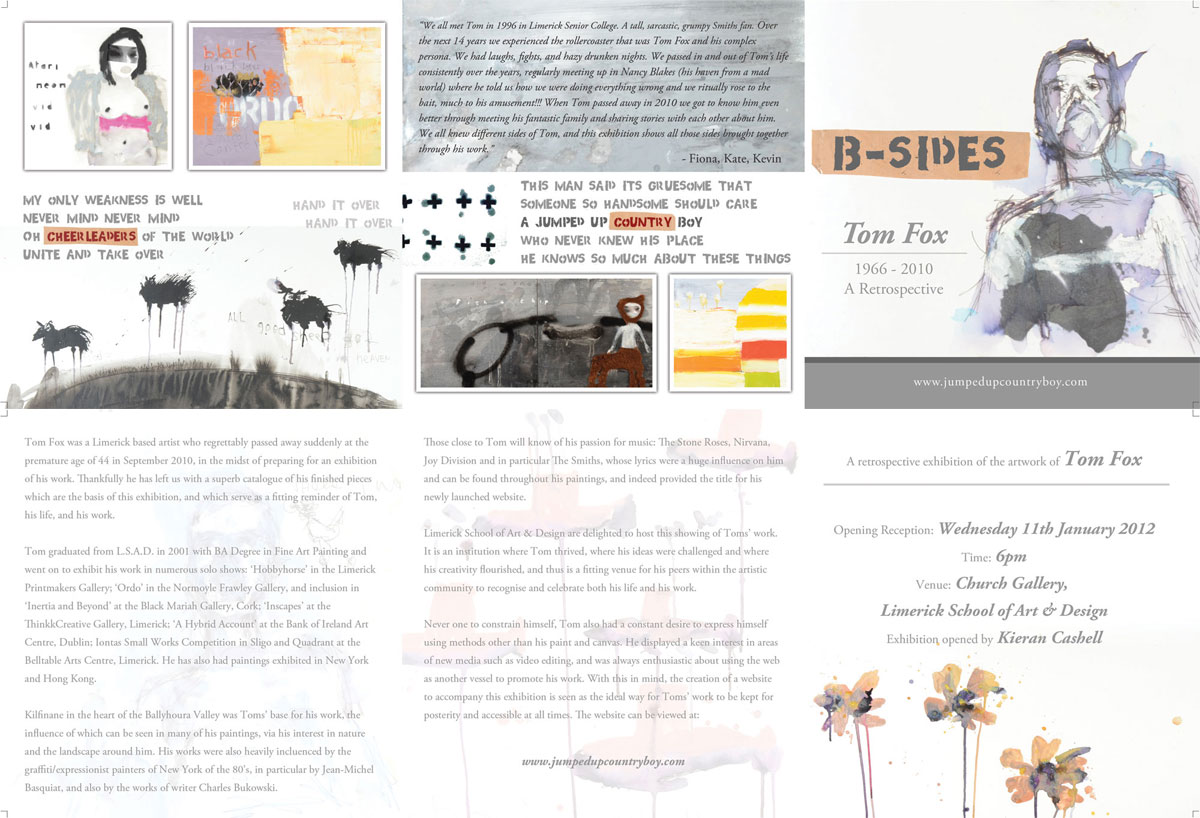 Atari
neon
vid
vid
black
MY ONLY WEAKNESS IS WELL
NEVER MIND NEVER MIND
OH CHEERLEADERS OF THE WORLD
UNITE AND TAKE OVER
HAND IT OVER
HAND IT OVER
ALL good
HEAVEN
"We all met Tom in 1996 in Limerick Senior College. A tall, sarcastic, grumpy Smiths fan. Over
the next 14 years we experienced the rollercoaster that was Tom Fox and his complex
persona. We had laughs, fights, and hazy drunken nights. We passed in and out of Tom's life
consistently over the years, regularly meeting up in Nancy Blakes (his haven from a mad
world) where he told us how we were doing everything wrong and we ritually rose to the
bait, much to his amusement!!! When Tom passed away in 2010 we got to know him even
better through meeting his fantastic family and sharing stories with each other about him.
We all knew different sides of Tom, and this exhibition shows all those sides brought together
through his work."
- Fiona, Kate, Kevin
THIS MAN SAID ITS GRUESOME THAT
SOMEONE SO HANDSOME SHOULD CARE
A JUMPED UP COUNTRY BOY
WHO NEVER KNEW HIS PLACE
HE KNOWS SO MUCH ABOUT THESE THINGS
B-SIDES
Tom Fox
1966 - 2010
A Retrospective
www.jumpedupcountryboy.com
Tom Fox was a Limerick based artist who regrettably passed away suddenly at the
premature age of 44 in September 2010, in the midst of preparing for an exhibition
of his work. Thankfully he has left us with a superb catalogue of his finished pieces
which are the basis of this exhibition, and which serve as a fitting reminder of Tom,
his life, and his work.
Tom graduated from L.S.A.D. in 2001 with BA Degree in Fine Art Painting and
went on to exhibit his work in numerous solo shows: 'Hobbyhorse' in the Limerick
Printmakers Gallery; 'Ordo' in the Normoyle Frawley Gallery, and inclusion in
'Inertia and Beyond' at the Black Mariah Gallery, Cork; 'Inscapes' at the
ThinkkCreative Gallery, Limerick; 'A Hybrid Account' at the Bank of Ireland Art
Centre, Dublin; Iontas Small Works Competition in Sligo and Quadrant at the
Belltable Arts Centre, Limerick. He has also had paintings exhibited in New York
and Hong Kong.
Kilfinane in the heart of the Ballyhoura Valley was Toms' base for his work, the
influence of which can be seen in many of his paintings, via his interest in nature
and the landscape around him. His works were also heavily incluenced by the
graffiti/expressionist painters of New York of the 80's, in particular by Jean-Michel
Basquiat, and also by the works of writer Charles Bukowski.
Those close to Tom will know of his passion for music: The Stone Roses, Nirvana,
Joy Division and in particular The Smiths, whose lyrics were a huge influence on him
and can be found throughout his paintings, and indeed provided the title for his
newly launched website.
Limerick School of Art & Design are delighted to host this showing of Toms' work.
It is an institution where Tom thrived, where his ideas were challenged and where
his creativity flourished, and thus is a fitting venue for his peers within the artistic
community to recognise and celebrate both his life and his work.
Never one to constrain himself, Tom also had a constant desire to express himself
using methods other than his paint and canvas. He displayed a keen interest in areas
of new media such as video editing, and was always enthusiastic about using the web
as another vessel to promote his work. With this in mind, the creation of a website
to accompany this exhibition is seen as the ideal way for Toms' work to be kept for
posterity and accessible at all times. The website can be viewed at:
www.jumpedupcountryboy.com
A retrospective exhibition of the artwork of Tom Fox
Opening Reception: Wednesday 11th January 2012
Time: 6pm
Venue: Church Gallery,
Limerick School of Art & Design
Exhibition opened by Kieran Cashell